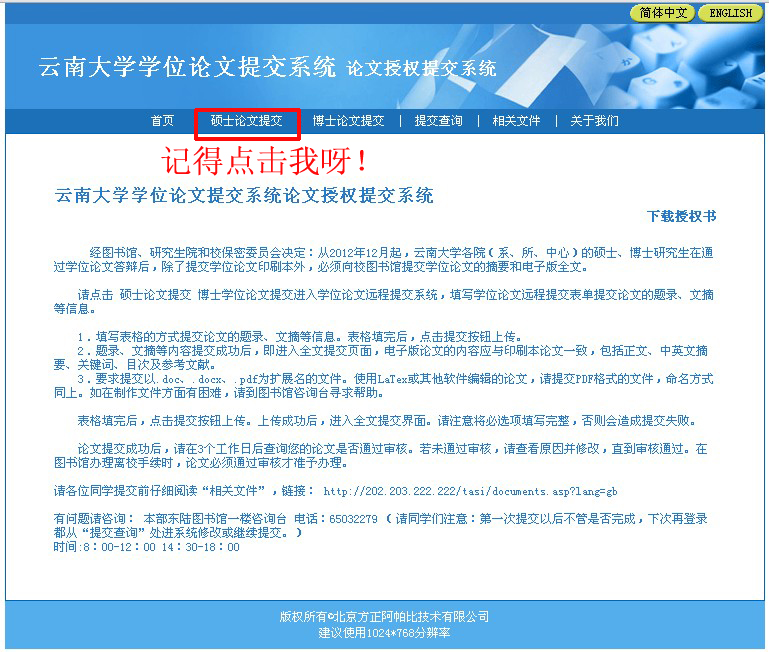 简体中文 ENGLISH
云南大学学位论文提交系统 论文授权提交系统
首页 硕士论文提交 博士论文提交 | 提交查询 | 相关文件 | 关于我们
记得点击我呀！
云南大学学位论文提交系统论文授权提交系统
下载授权书
经图书馆、研究生院和校保密委员会决定：从2012年12月起，云南大学各院（系、所、中心）的硕士、博士研究生在通
过学位论文答辩后，除了提交学位论文印刷本外，必须向校图书馆提交学位论文的摘要和电子版全文。
请点击 硕士论文提交 博士学位论文提交进入学位论文远程提交系统，填写学位论文远程提交表单提交论文的题录、文摘
等信息。
1．填写表格的方式提交论文的题录、文摘等信息。表格填完后，点击提交按钮上传。
2．题录、文摘等内容提交成功后，即进入全文提交页面，电子版论文的内容应与印刷本论文一致，包括正文、中英文摘
要、关键词、目次及参考文献。
3．要求提交以.doc、.docx、.pdf为扩展名的文件。使用LaTex或其他软件编辑的论文，请提交PDF格式的文件，命名方式
同上。如在制作文件方面有困难，请到图书馆咨询台寻求帮助。
表格填完后，点击提交按钮上传。上传成功后，进入全文提交界面。请注意将必选项填写完整，否则会造成提交失败。
论文提交成功后，请在3个工作日后查询您的论文是否通过审核。若未通过审核，请查看原因并修改，直到审核通过。在
图书馆办理离校手续时，论文必须通过审核才准予办理。
请各位同学提交前仔细阅读“相关文件”，链接： http://202.203.222.222/tasi/documents.asp?lang=gb
有问题请咨询： 本部东陆图书馆一楼咨询台 电话：65032279 （请同学们注意：第一次提交以后不管是否完成，下次再登录
都从“提交查询”处进系统修改或继续提交。）
时间:8：00-12：00 14：30-18：00
版权所有©北京方正阿帕比技术有限公司
建议使用1024*768分辨率